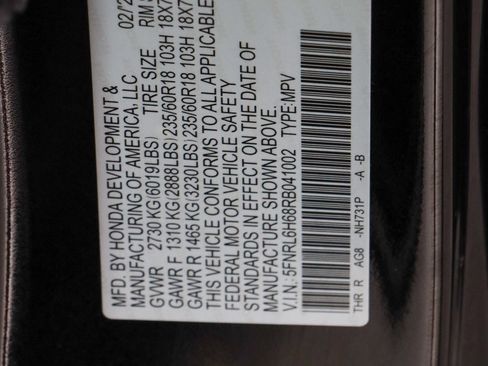 MFD. BY HONDA DEVELOPMENT & 02/2
MANUFACTURING OF AMERICA, LLC
GVWR 2730 KG(6019LBS) TIRE SIZE RIM S
GAWR F 1310 KG(2888LBS)235/60R18 103H 18X7
GAWR R 1465 KG(3230LBS)235/60R18 103H 18X7
THIS VEHICLE CONFORMS TO ALL APPLICABLE
FEDERAL MOTOR VEHICLE SAFETY
STANDARDS IN EFFECT ON THE DATE OF
MANUFACTURE SHOWN ABOVE.
V.I.N.: 5FNRL6H68RB041002 TYPE: MPV
THR R AG8 -NH731P -A -B